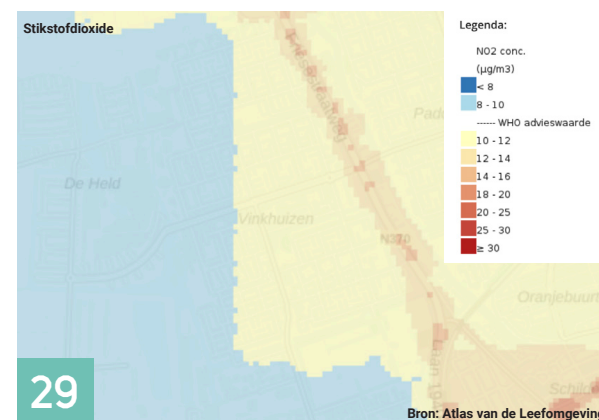 Stikstofdioxide
Legenda:
NO2 conc.
(µg/m3)
< 8
8 - 10
------ WHO advieswaarde
10 - 12
12 - 14
14 - 16
18 - 20
20 - 25
25 - 30
≥ 30
De Held
Vinkhuizen
N370
Oranjebuurt
29
Bron: Atlas van de Leefomgeving